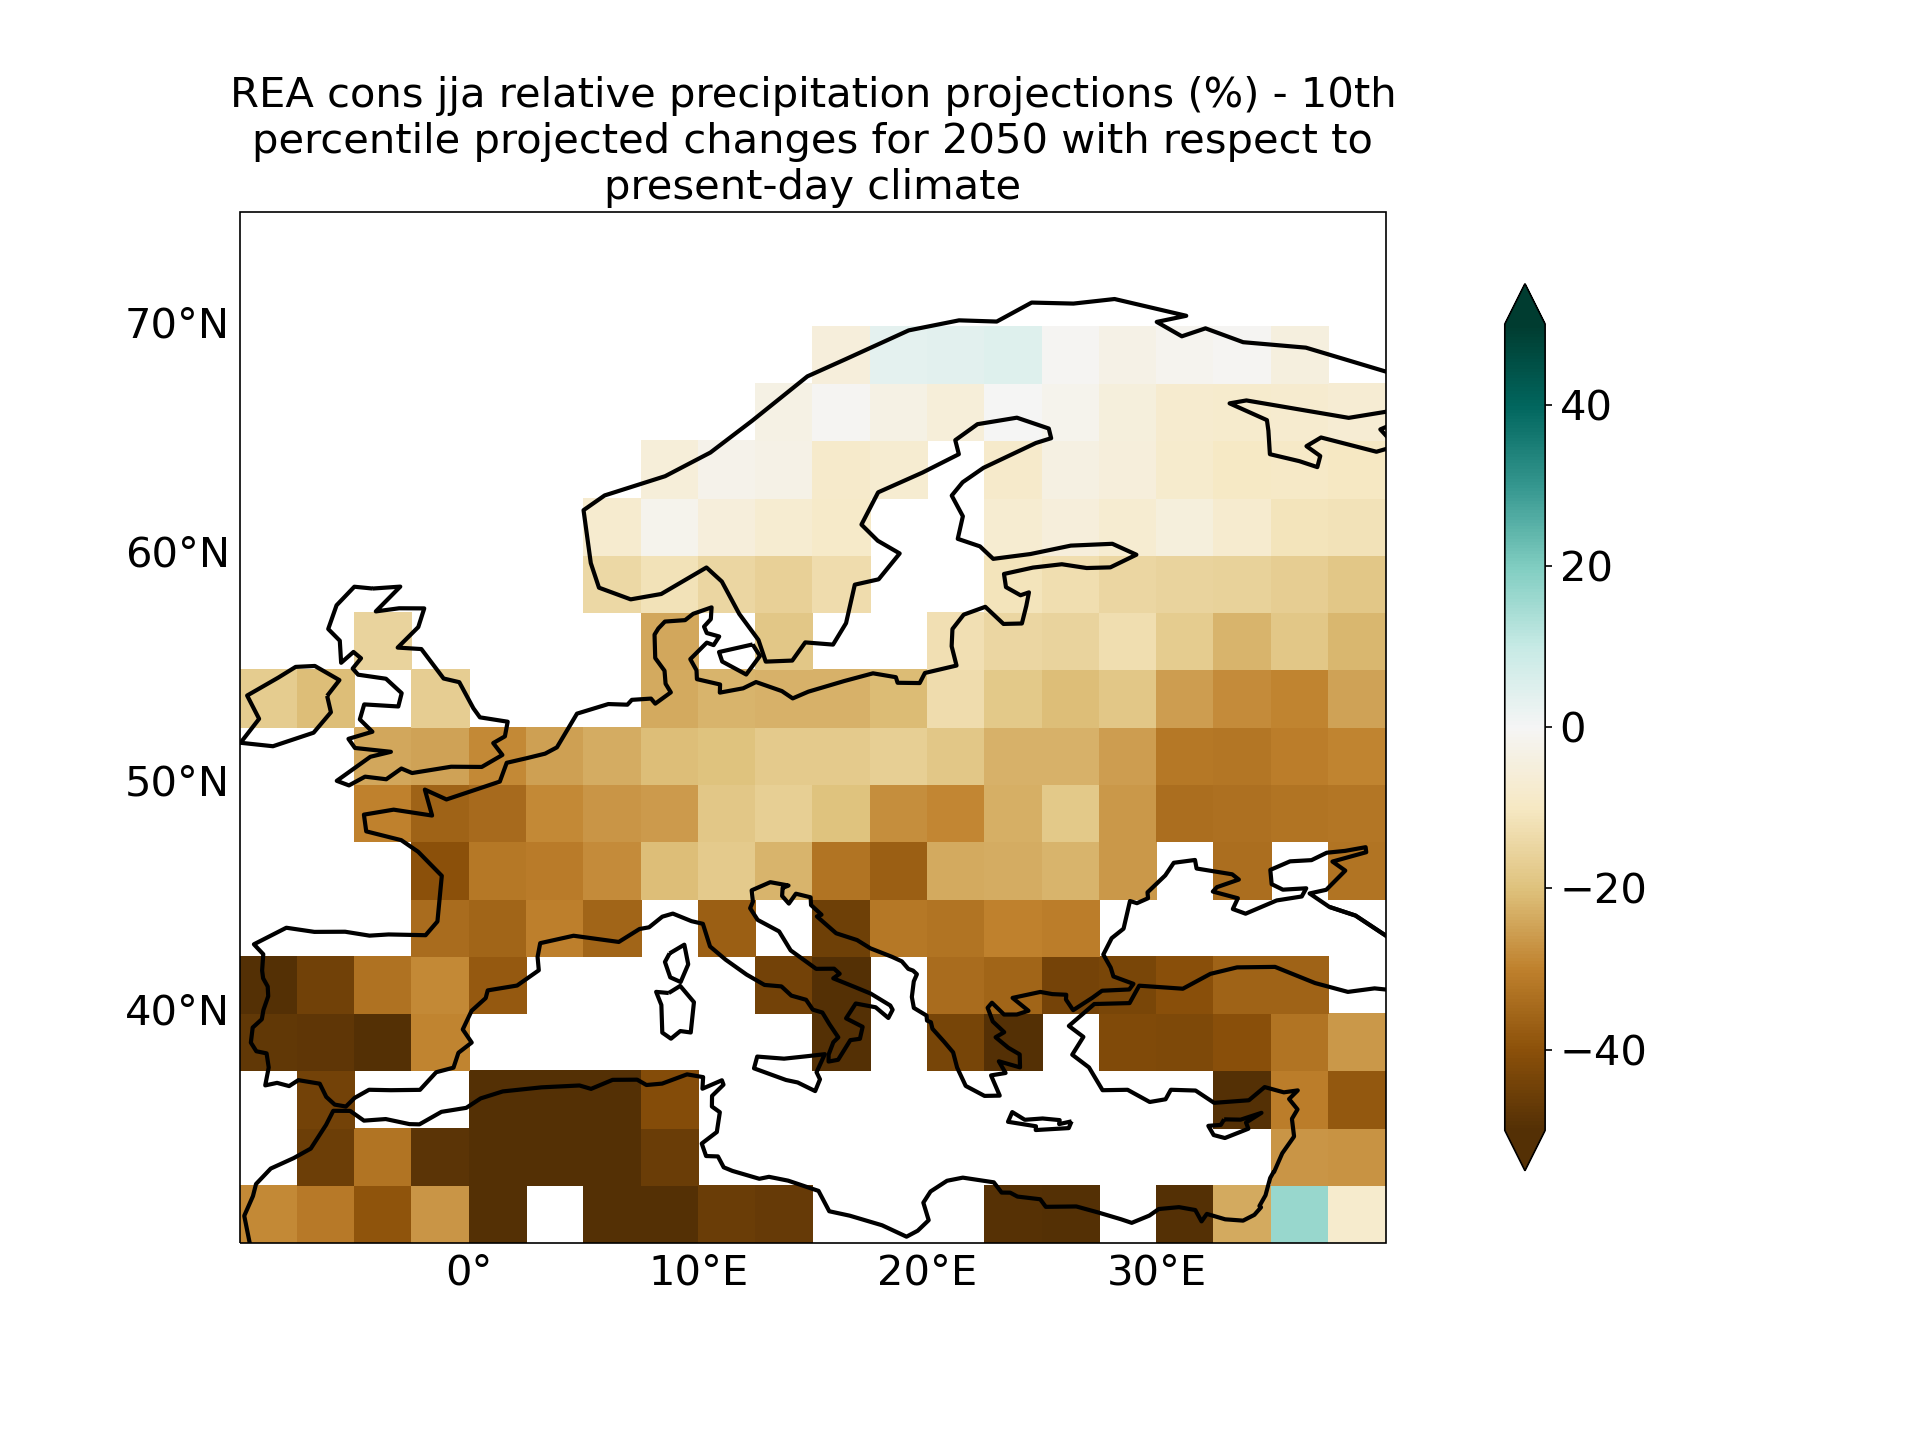 REA cons jja relative precipitation projections (%) - 10th
percentile projected changes for 2050 with respect to
present-day climate
70°N
60°N
50°N
40°N
0°
10°E
20°E
30°E
40
20
0
−20
−40